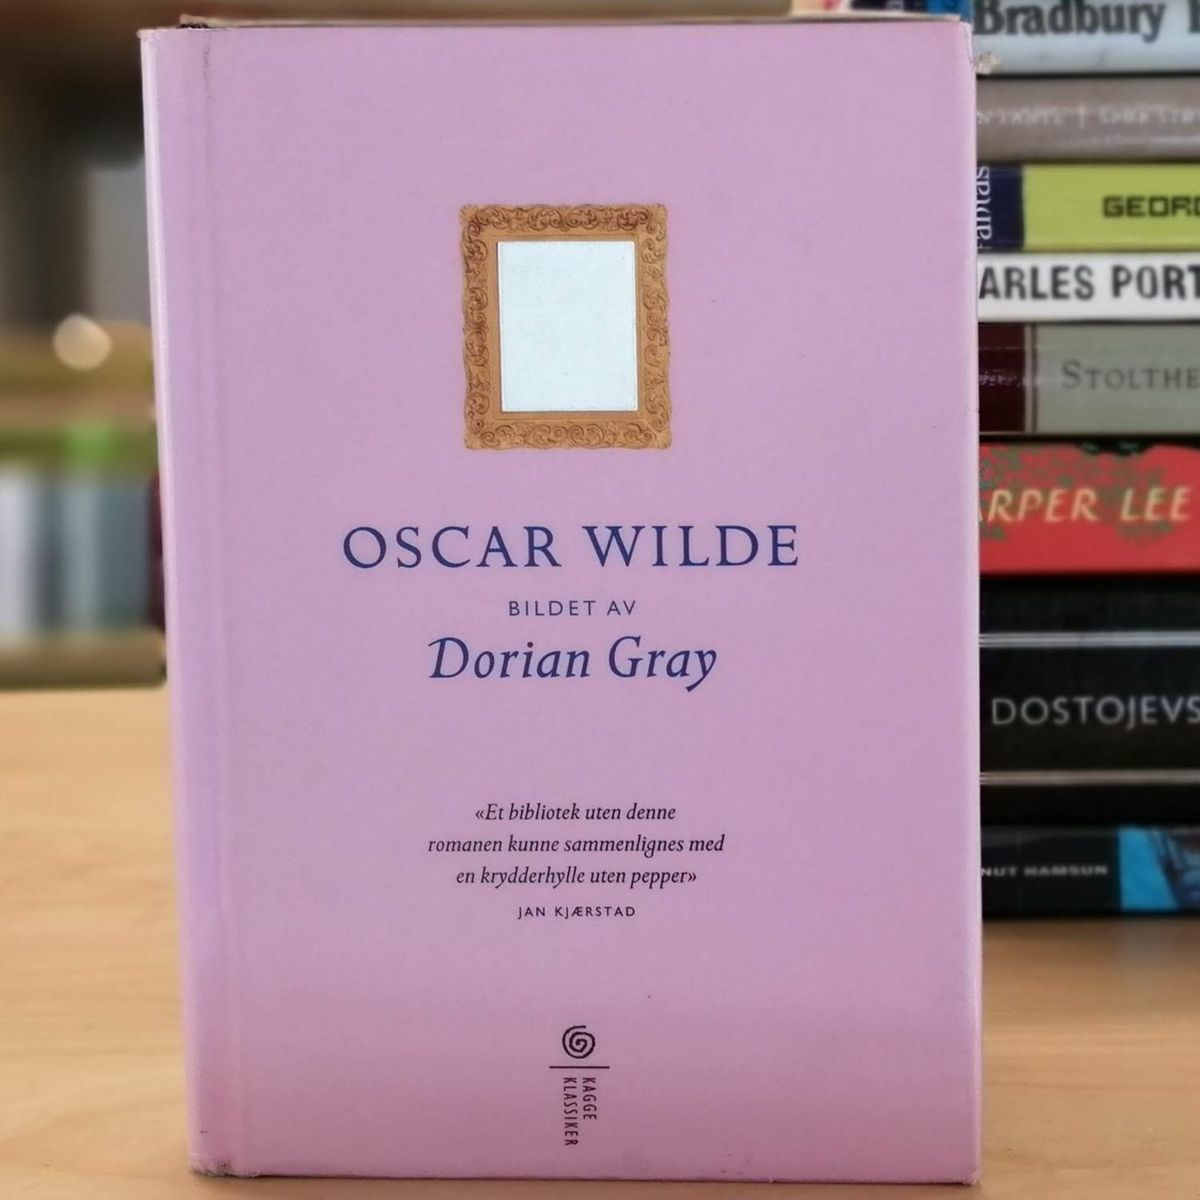 OSCAR WILDE
BILDET AV
Dorian Gray
«Et bibliotek uten denne
romanen kunne sammenlignes med
en krydderhylle uten pepper»
JAN KJÆRSTAD
KAGGE
KLASSIKER
Bradbury
GEORG
ARLES PORT
STOLTHE
RPER LEE
DOSTOJEVS
NUT HAMSUN